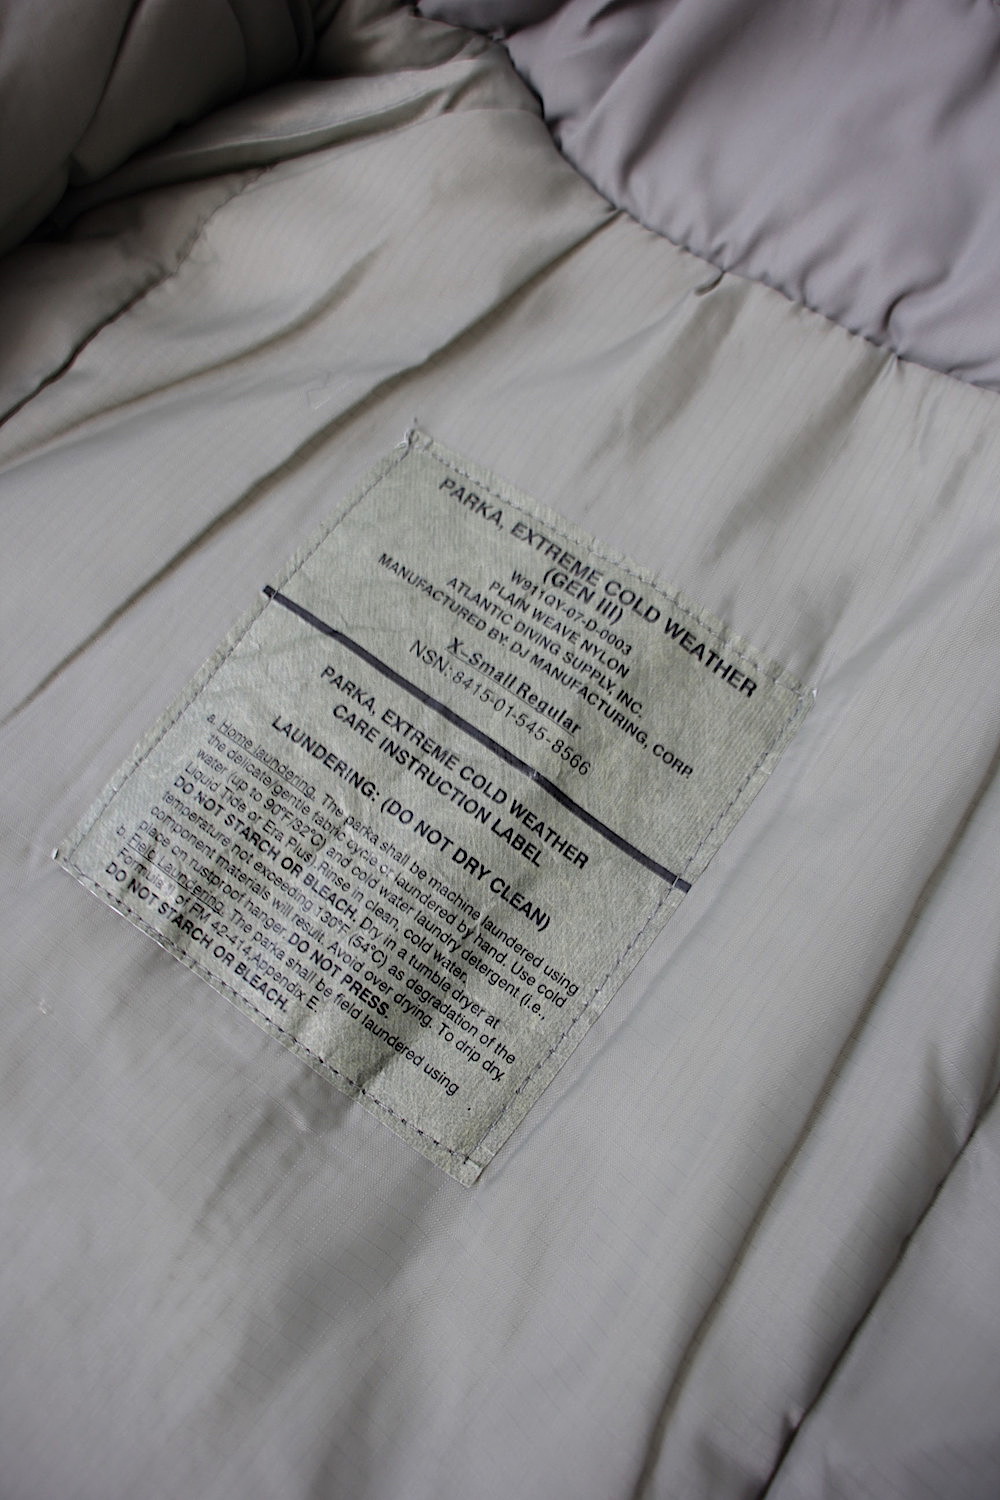 PARKA, EXTREME COLD WEATHER
(GEN III)
W911QY-07-D-0003
PLAIN WEAVE NYLON
ATLANTIC DIVING SUPPLY, INC.
MANUFACTURED BY: DJ MANUFACTURING, CORP.
X-Small Regular
NSN: 8415-01-545-8566
PARKA, EXTREME COLD WEATHER
CARE INSTRUCTION LABEL
LAUNDERING: (DO NOT DRY CLEAN)
a. Home laundering. The parka shall be machine laundered using
the delicate/gentle fabric cycle or laundered by hand. Use cold
water (up to 90°F/32°C) and cold water laundry detergent (i.e.,
Liquid Tide or Era Plus). Rinse in clean, cold water.
DO NOT STARCH OR BLEACH. Dry in a tumble dryer at
temperature not exceeding 130°F (54°C) as degradation of the
component materials will result. Avoid over drying. To drip dry,
place on rustproof hanger. DO NOT PRESS.
b. Field Laundering. The parka shall be field laundered using
Formula II of FM 42-414, Appendix E.
DO NOT STARCH OR BLEACH.